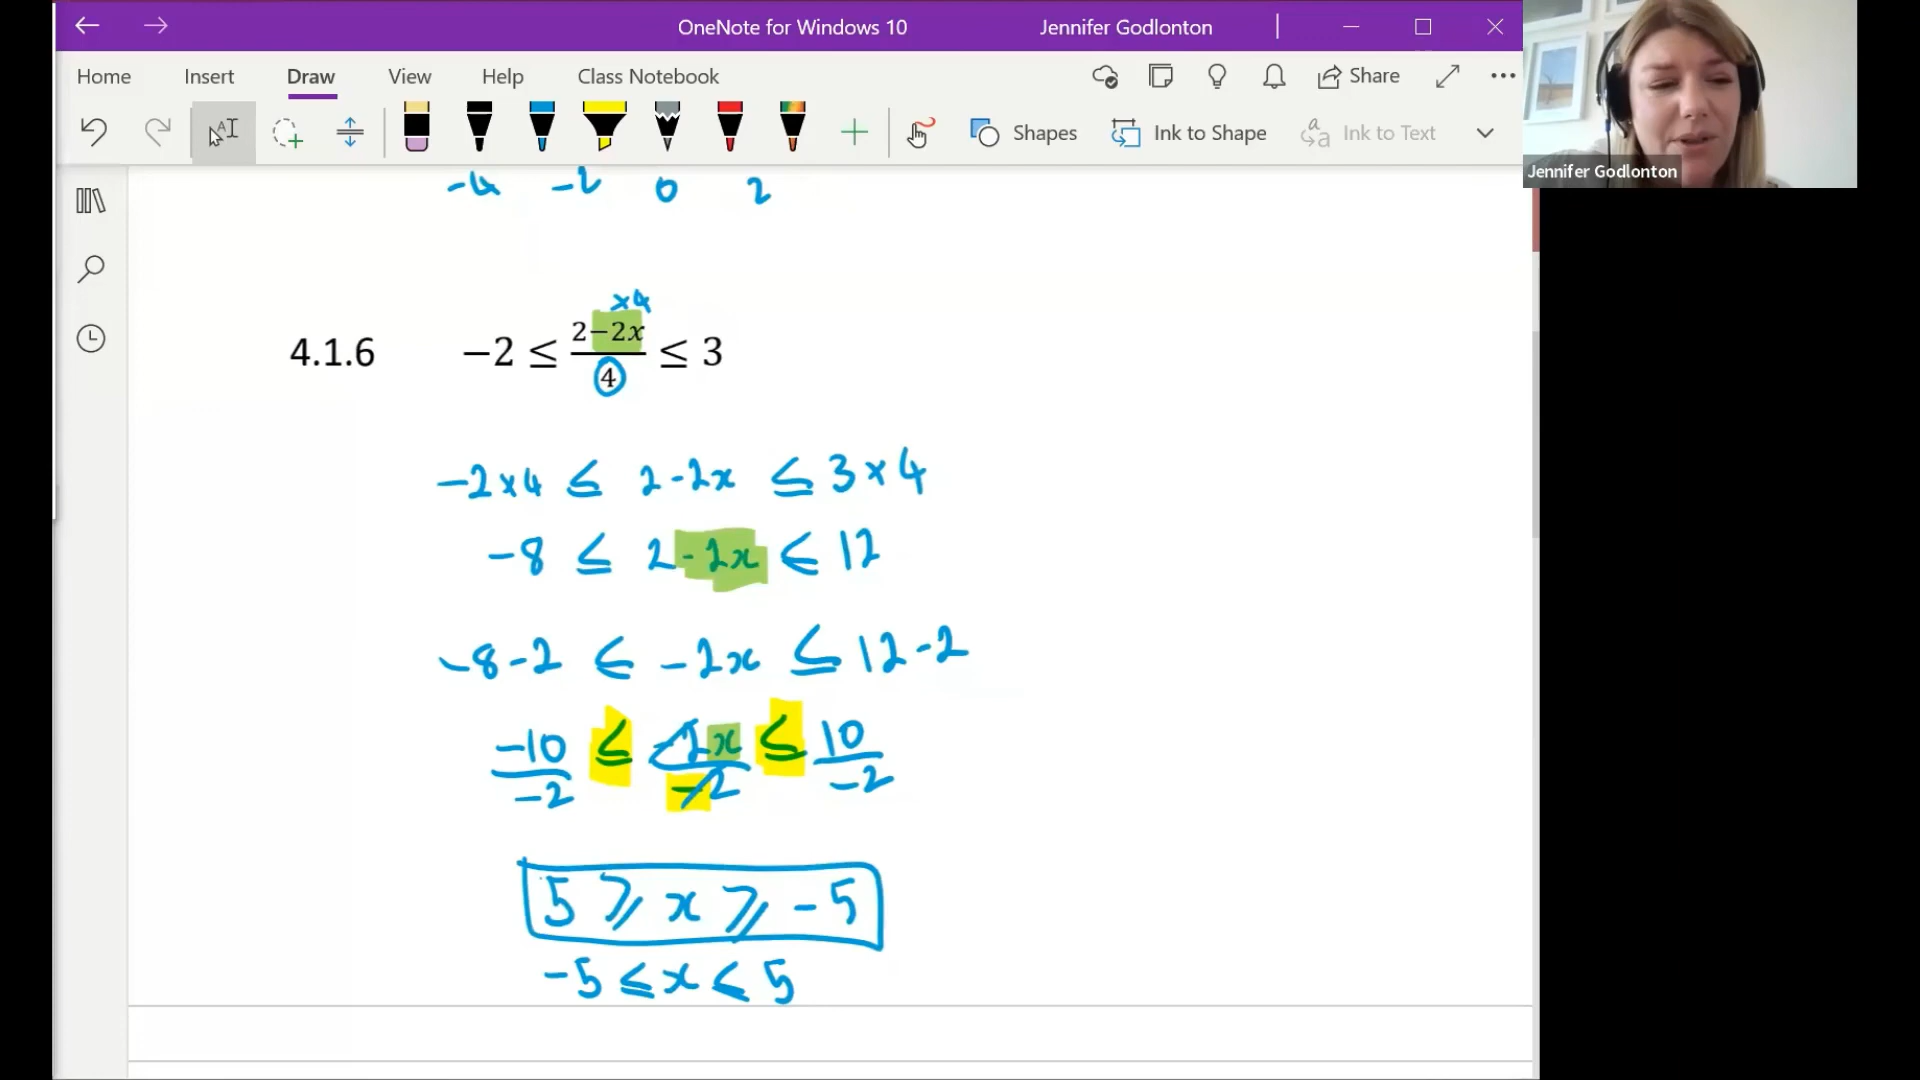 OneNote for Windows 10 Jennifer Godlonton
Home Insert Draw View Help Class Notebook Share
Shapes Ink to Shape Ink to Text
Jennifer Godlonton
-4 -2 0 2
×4
4.1.6 −2 ≤ (2−2x)/4 ≤ 3
-2×4 ≤ 2-2x ≤ 3×4
-8 ≤ 2-2x ≤ 12
-8-2 ≤ -2x ≤ 12-2
-10/-2 ≤ -2x/-2 ≤ 10/-2
5 ⩾ x ⩾ -5
-5 ≤ x ≤ 5